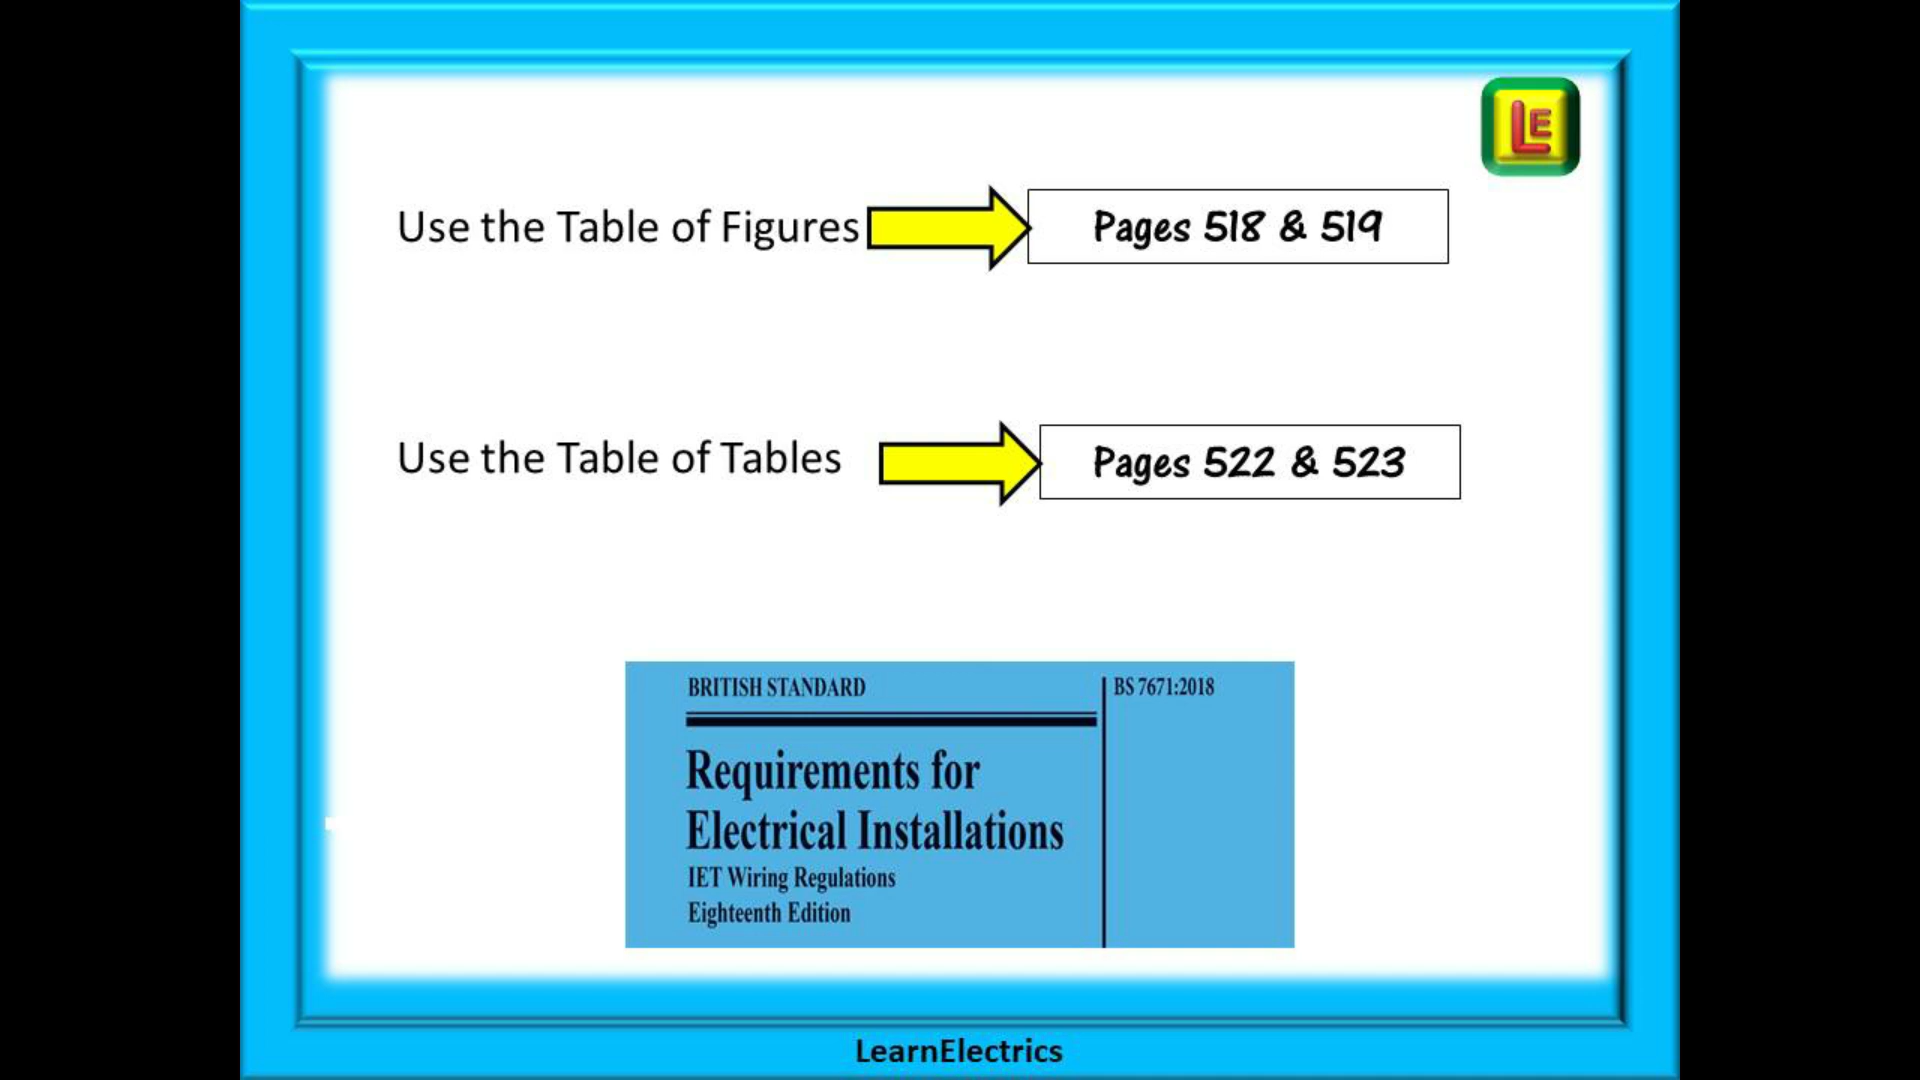 LE
Use the Table of Figures
Pages 518 & 519
Use the Table of Tables
Pages 522 & 523
BRITISH STANDARD
BS 7671:2018
Requirements for
Electrical Installations
IET Wiring Regulations
Eighteenth Edition
LearnElectrics